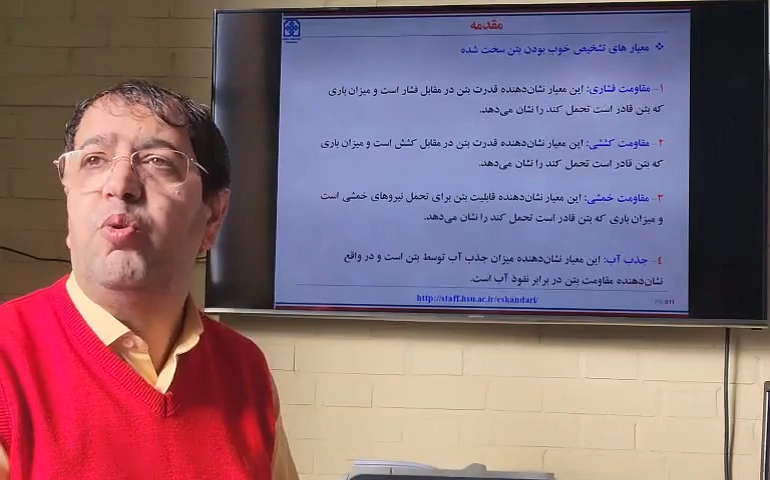 مقدمه
❖ معیار های تشخیص خوب بودن بتن سخت شده
۱- مقاومت فشاری: این معیار نشان‌دهنده قدرت بتن در مقابل فشار است و میزان باری
که بتن قادر است تحمل کند را نشان می‌دهد.
۲- مقاومت کششی: این معیار نشان‌دهنده قدرت بتن در مقابل کشش است و میزان باری
که بتن قادر است تحمل کند را نشان می‌دهد.
۳- مقاومت خمشی: این معیار نشان‌دهنده قابلیت بتن برای تحمل نیروهای خمشی است
و میزان باری که بتن قادر است تحمل کند را نشان می‌دهد.
٤- جذب آب: این معیار نشان‌دهنده میزان جذب آب توسط بتن است و در واقع
نشان‌دهنده مقاومت بتن در برابر نفوذ آب است.
http://staff.hsu.ac.ir/eskandari/